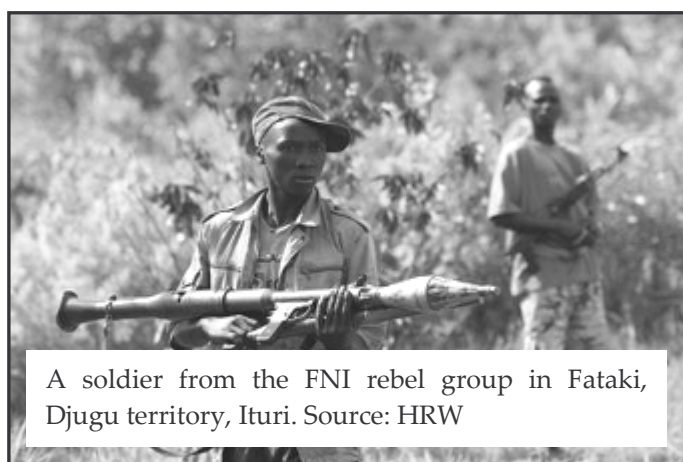 A soldier from the FNI rebel group in Fataki,
Djugu territory, Ituri. Source: HRW